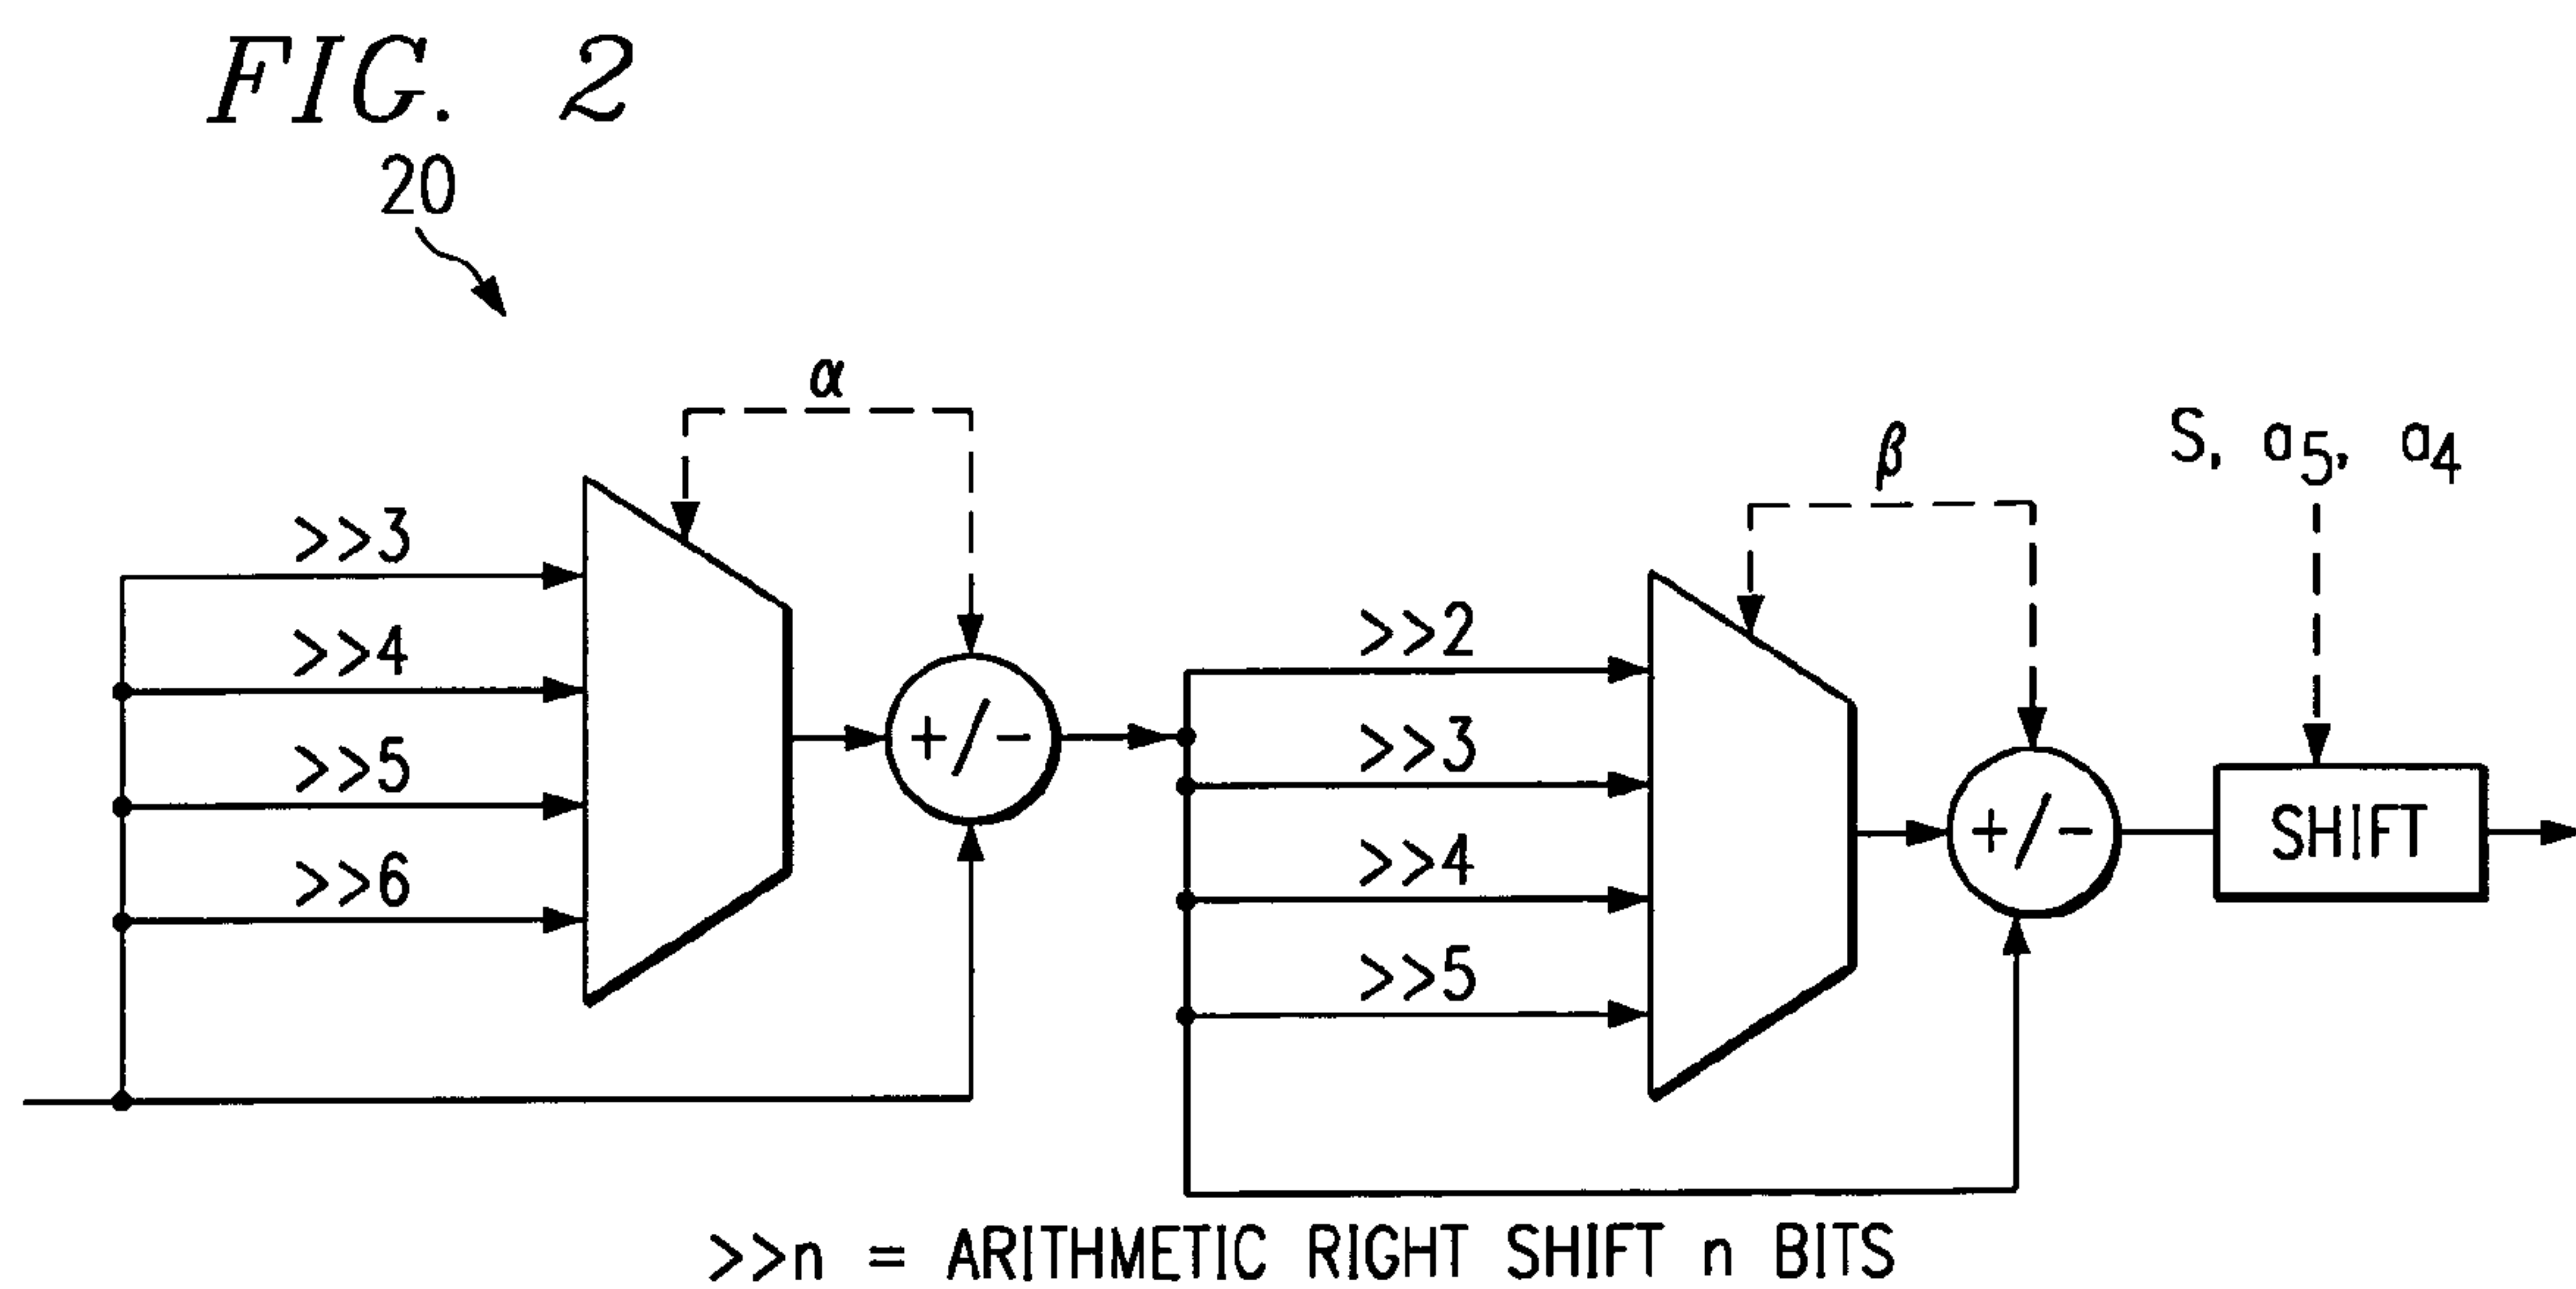 FIG. 2
20
α
β
S, a5, a4
>>3
>>4
>>5
>>6
+/-
>>2
>>3
>>4
>>5
+/-
SHIFT
>>n = ARITHMETIC RIGHT SHIFT n BITS